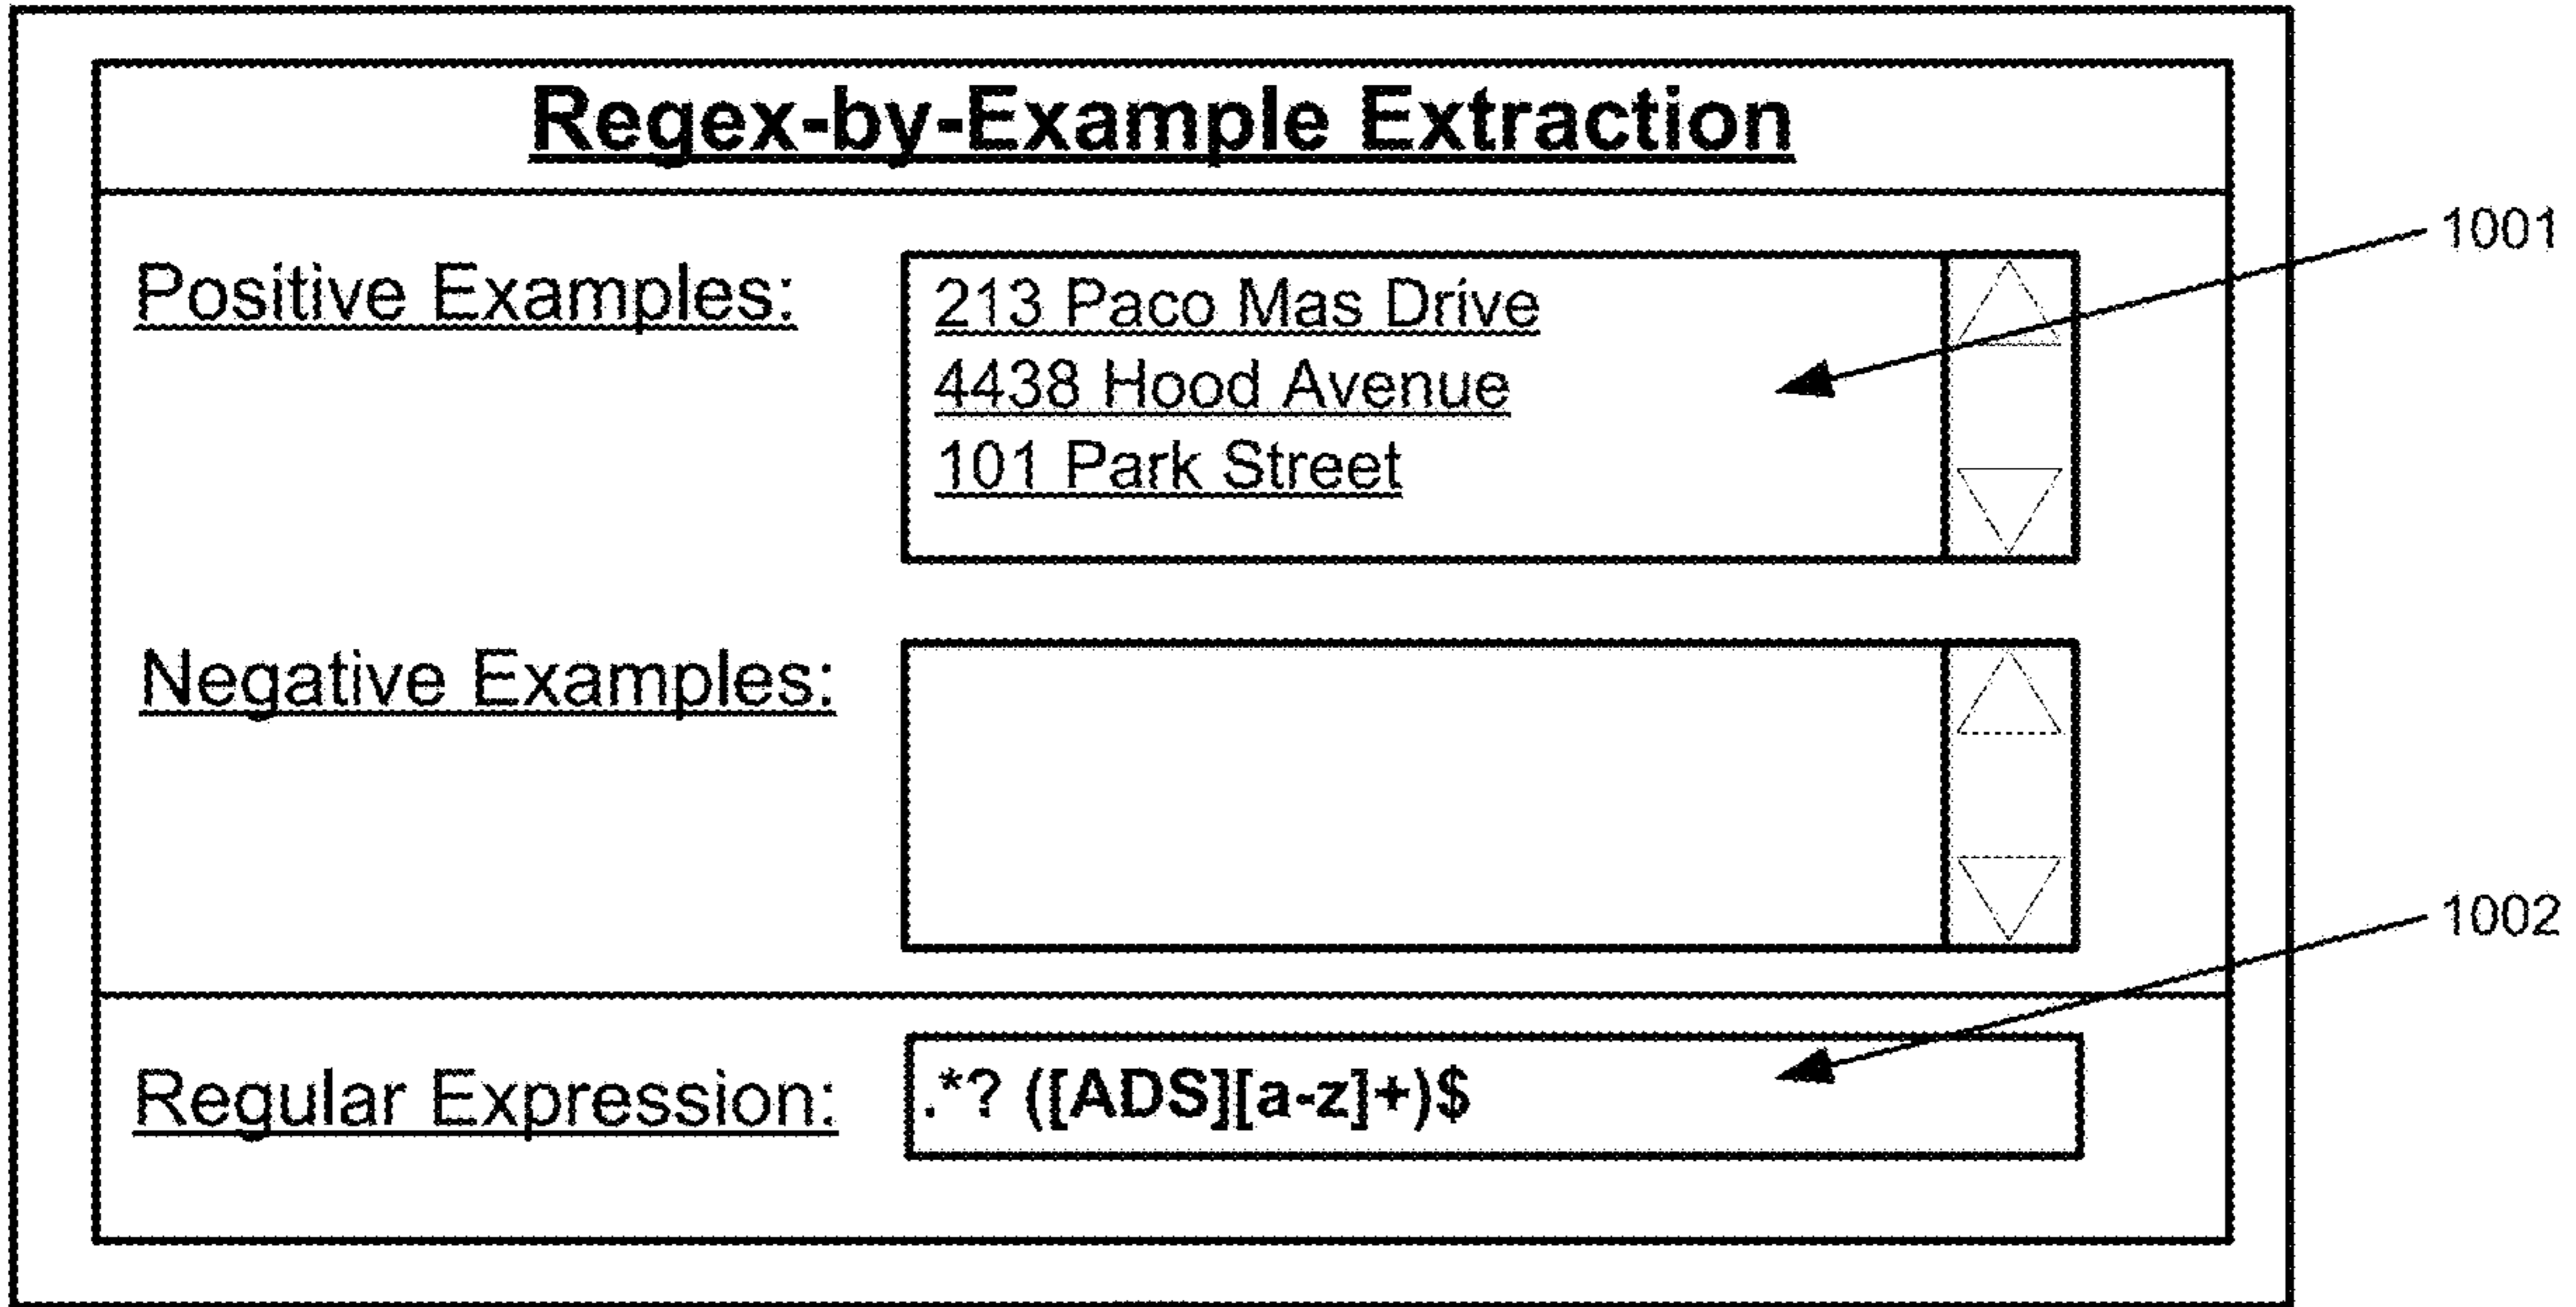 Regex-by-Example Extraction
1001
Positive Examples:
213 Paco Mas Drive
4438 Hood Avenue
101 Park Street
Negative Examples:
1002
Regular Expression:
.*? ([ADS][a-z]+)$